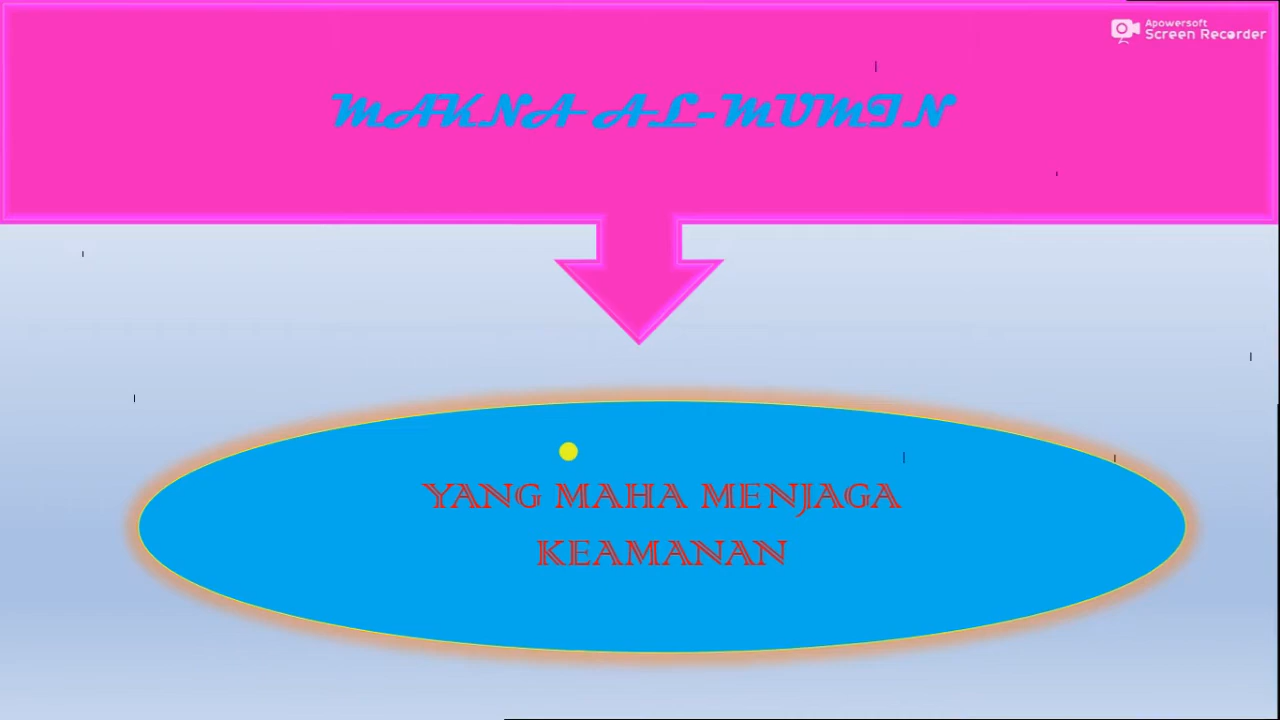 Apowersoft
Screen Recorder
MAKNA AL-MUMIN
YANG MAHA MENJAGA
KEAMANAN